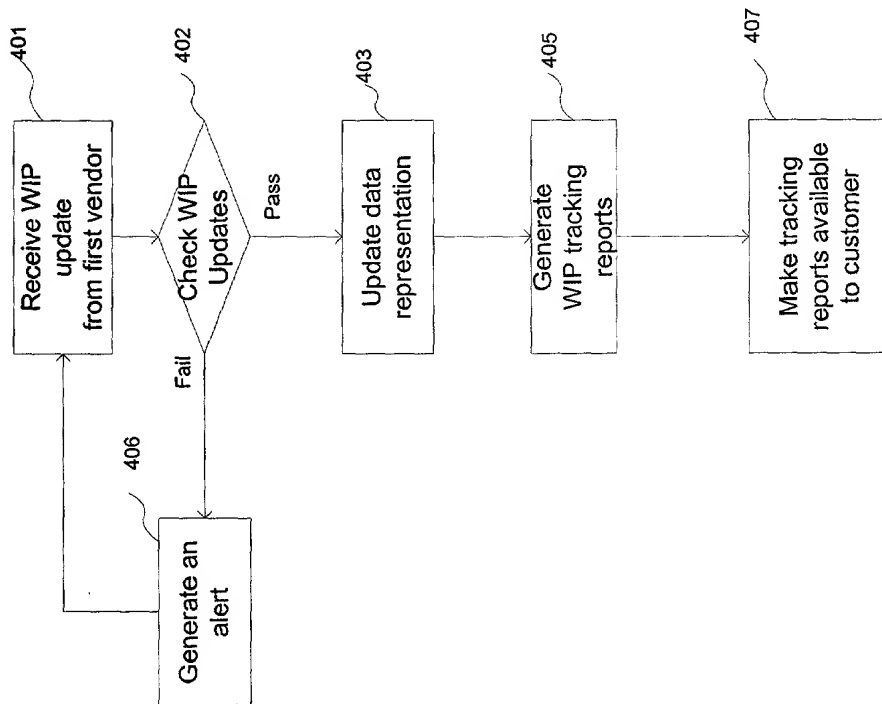 401
Receive WIP
update
from first vendor
402
Check WIP
Updates
Fail
Pass
406
Generate an
alert
403
Update data
representation
405
Generate
WIP tracking
reports
407
Make tracking
reports available
to customer